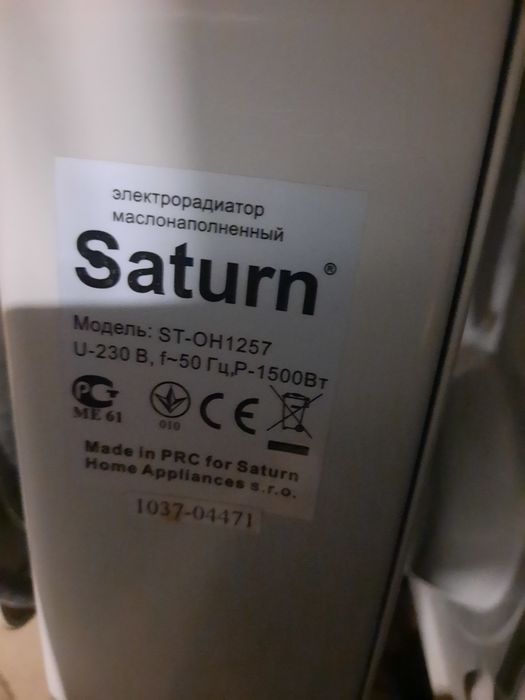 электрорадиатор
маслонаполненный
Saturn®
Модель: ST-OH1257
U-230 В, f~50 Гц,Р-1500Вт
РСТ
МЕ 61
010
CE
Made in PRC for Saturn
Home Appliances s.r.o.
1037-04471